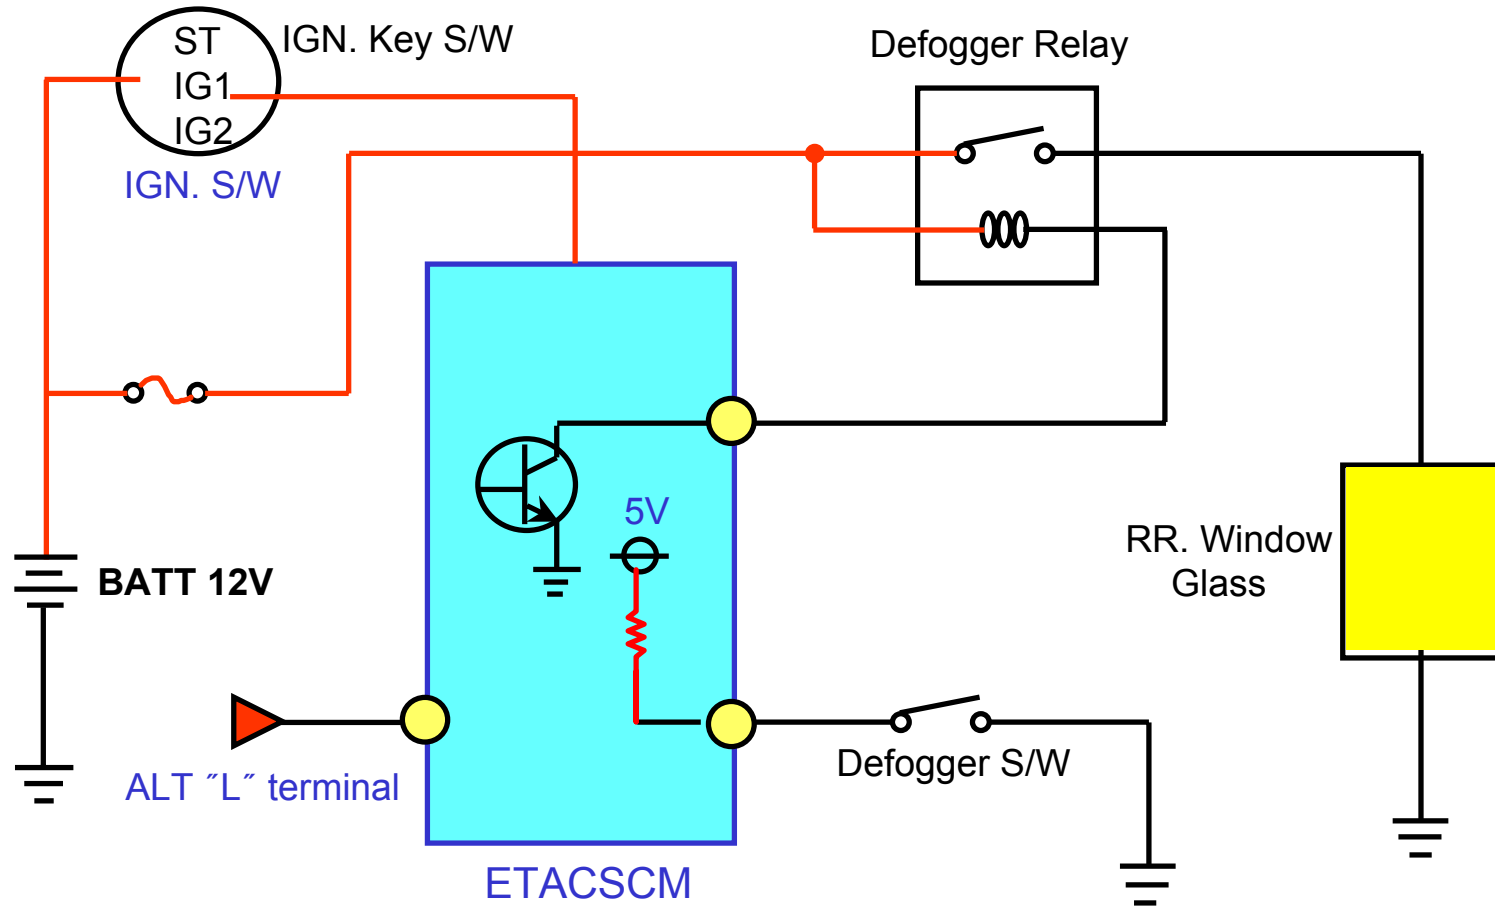 ST
IG1
IG2
IGN. Key S/W
IGN. S/W
Defogger Relay
BATT 12V
5V
RR. Window
Glass
ALT ˝L˝ terminal
Defogger S/W
ETACSCM